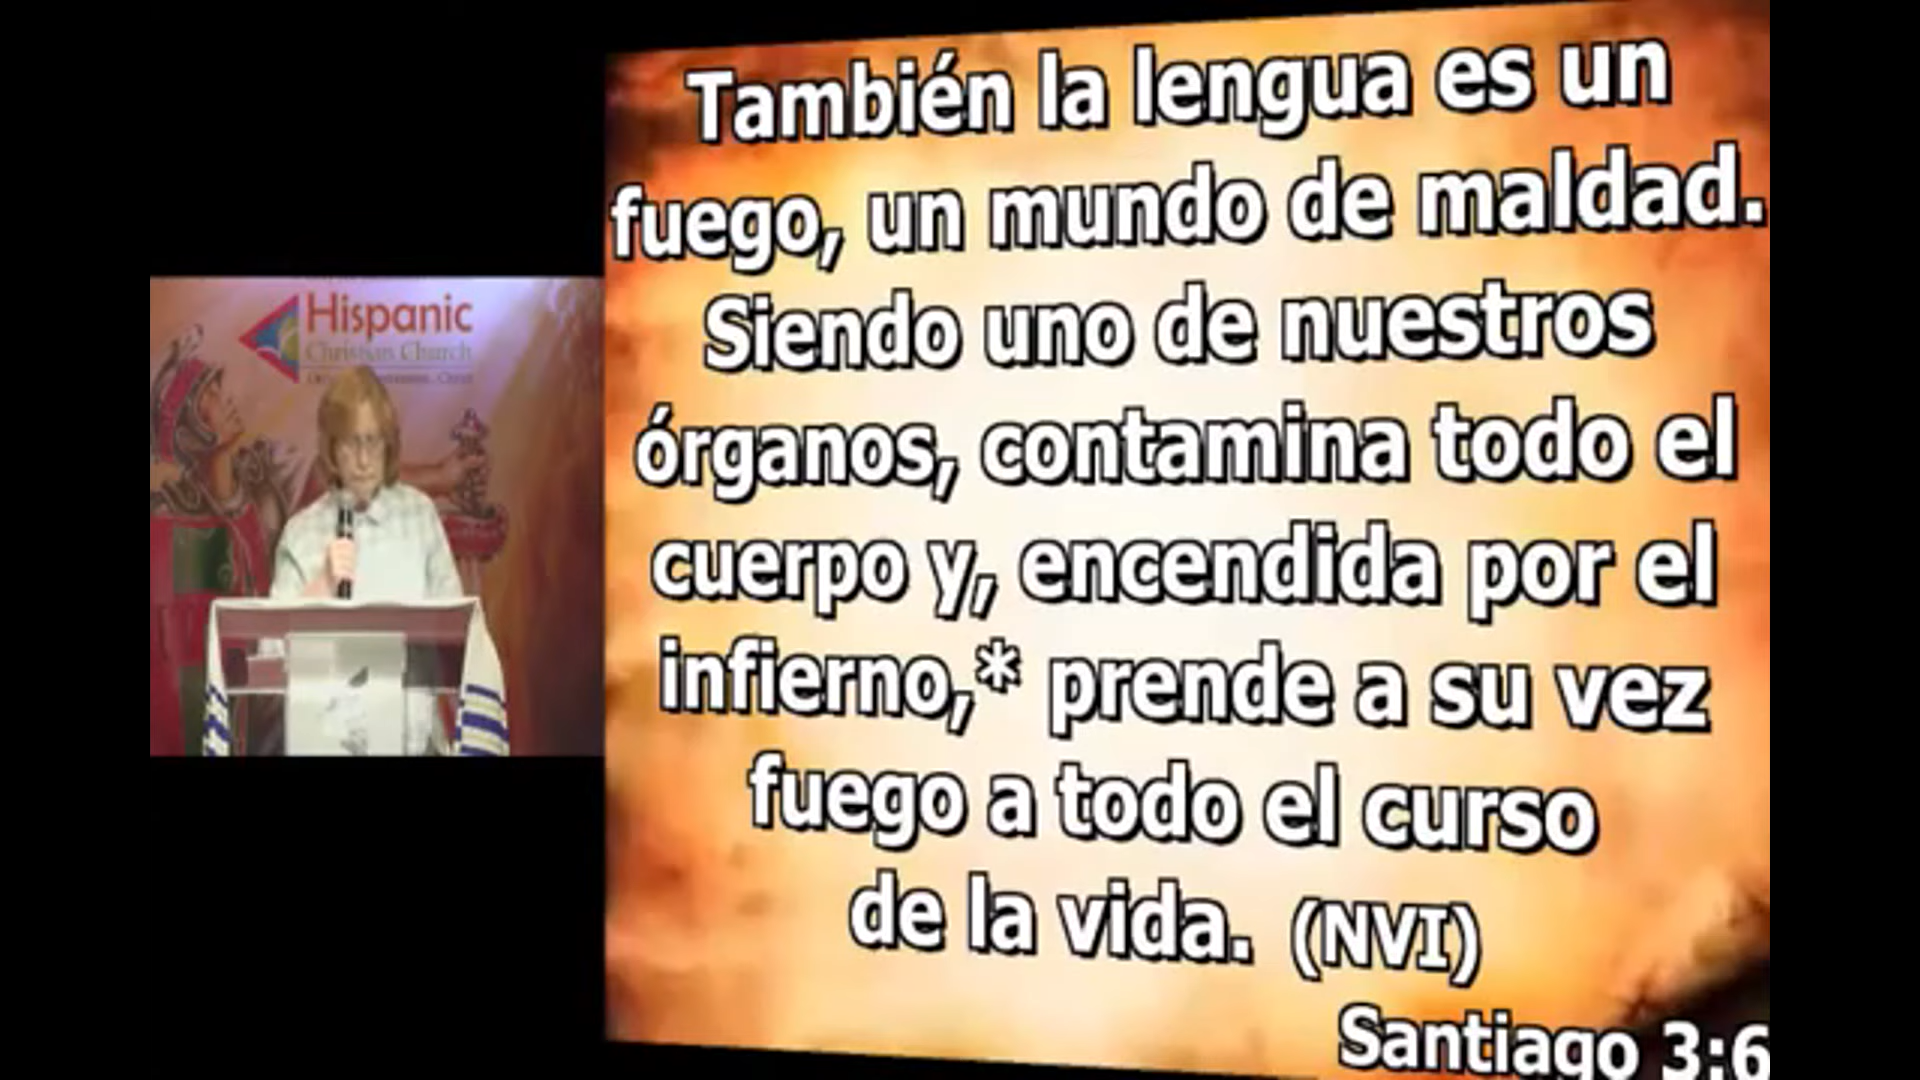 Hispanic
Christian Church
También la lengua es un
fuego, un mundo de maldad.
Siendo uno de nuestros
órganos, contamina todo el
cuerpo y, encendida por el
infierno,* prende a su vez
fuego a todo el curso
de la vida. (NVI)
Santiago 3:6